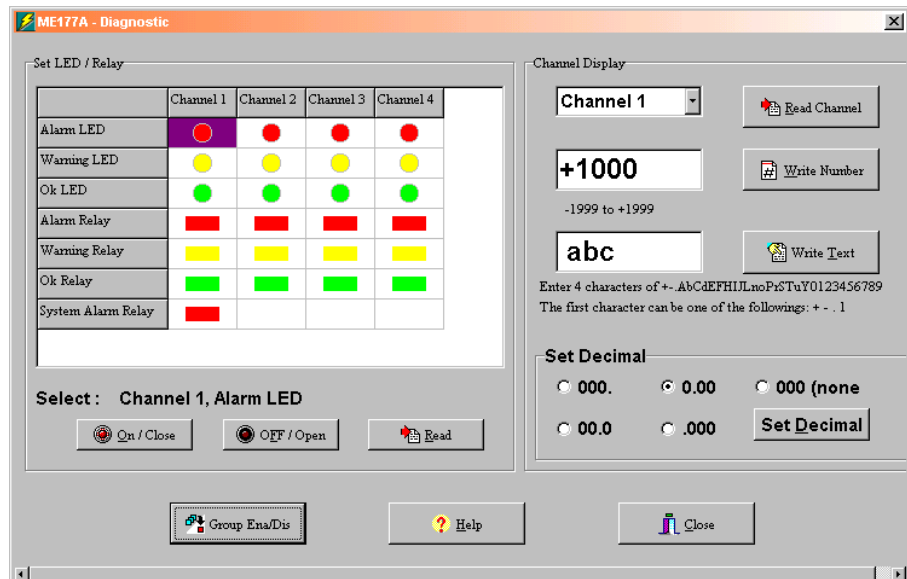 ME177A - Diagnostic
Set LED / Relay
Channel 1 Channel 2 Channel 3 Channel 4
Alarm LED
Warning LED
Ok LED
Alarm Relay
Warning Relay
Ok Relay
System Alarm Relay
Select : Channel 1, Alarm LED
On / Close OFF / Open Read
Channel Display
Channel 1 Read Channel
+1000 # Write Number
-1999 to +1999
abc Write Text
Enter 4 characters of +-.AbCdEFHIJLnoPrSTuY0123456789
The first character can be one of the followings: + - . 1
Set Decimal
000. 0.00 000 (none
00.0 .000 Set Decimal
Group Ena/Dis ? Help Close